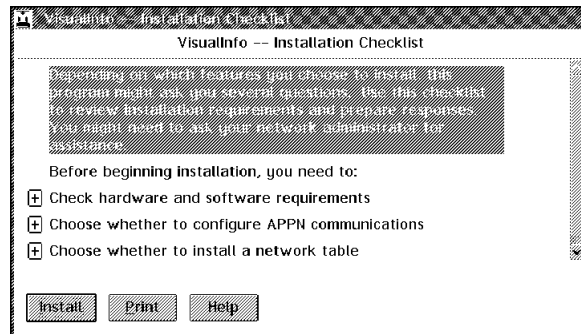 VisualInfo -- Installation Checklist
VisualInfo -- Installation Checklist
Depending on which features you choose to install, this
program might ask you several questions. Use this checklist
to review installation requirements and prepare responses.
You might need to ask your network administrator for
assistance.
Before beginning installation, you need to:
Check hardware and software requirements
Choose whether to configure APPN communications
Choose whether to install a network table
Install
Print
Help